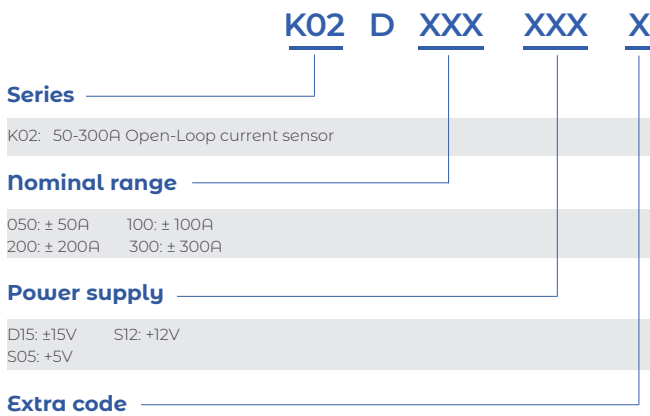 K02 D XXX XXX X
Series
K02: 50-300A Open-Loop current sensor
Nominal range
050: ± 50A 100: ± 100A
200: ± 200A 300: ± 300A
Power supply
D15: ±15V S12: +12V
S05: +5V
Extra code